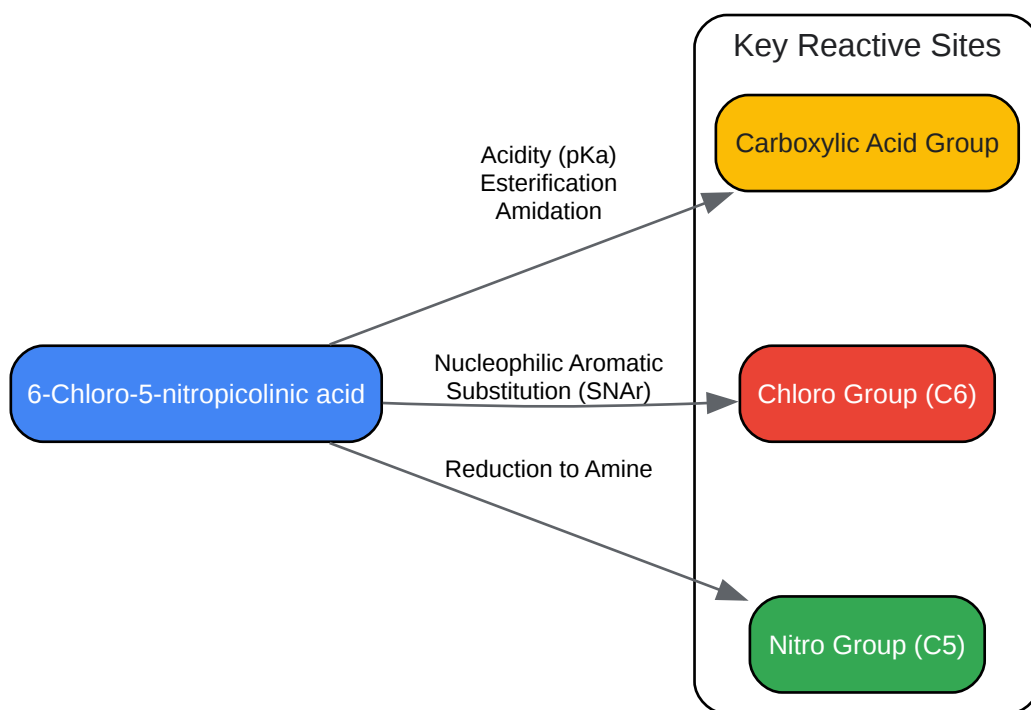 Key Reactive Sites
Carboxylic Acid Group
Acidity (pKa)
Esterification
Amidation
6-Chloro-5-nitropicolinic acid
Nucleophilic Aromatic
Substitution (SNAr)
Chloro Group (C6)
Reduction to Amine
Nitro Group (C5)